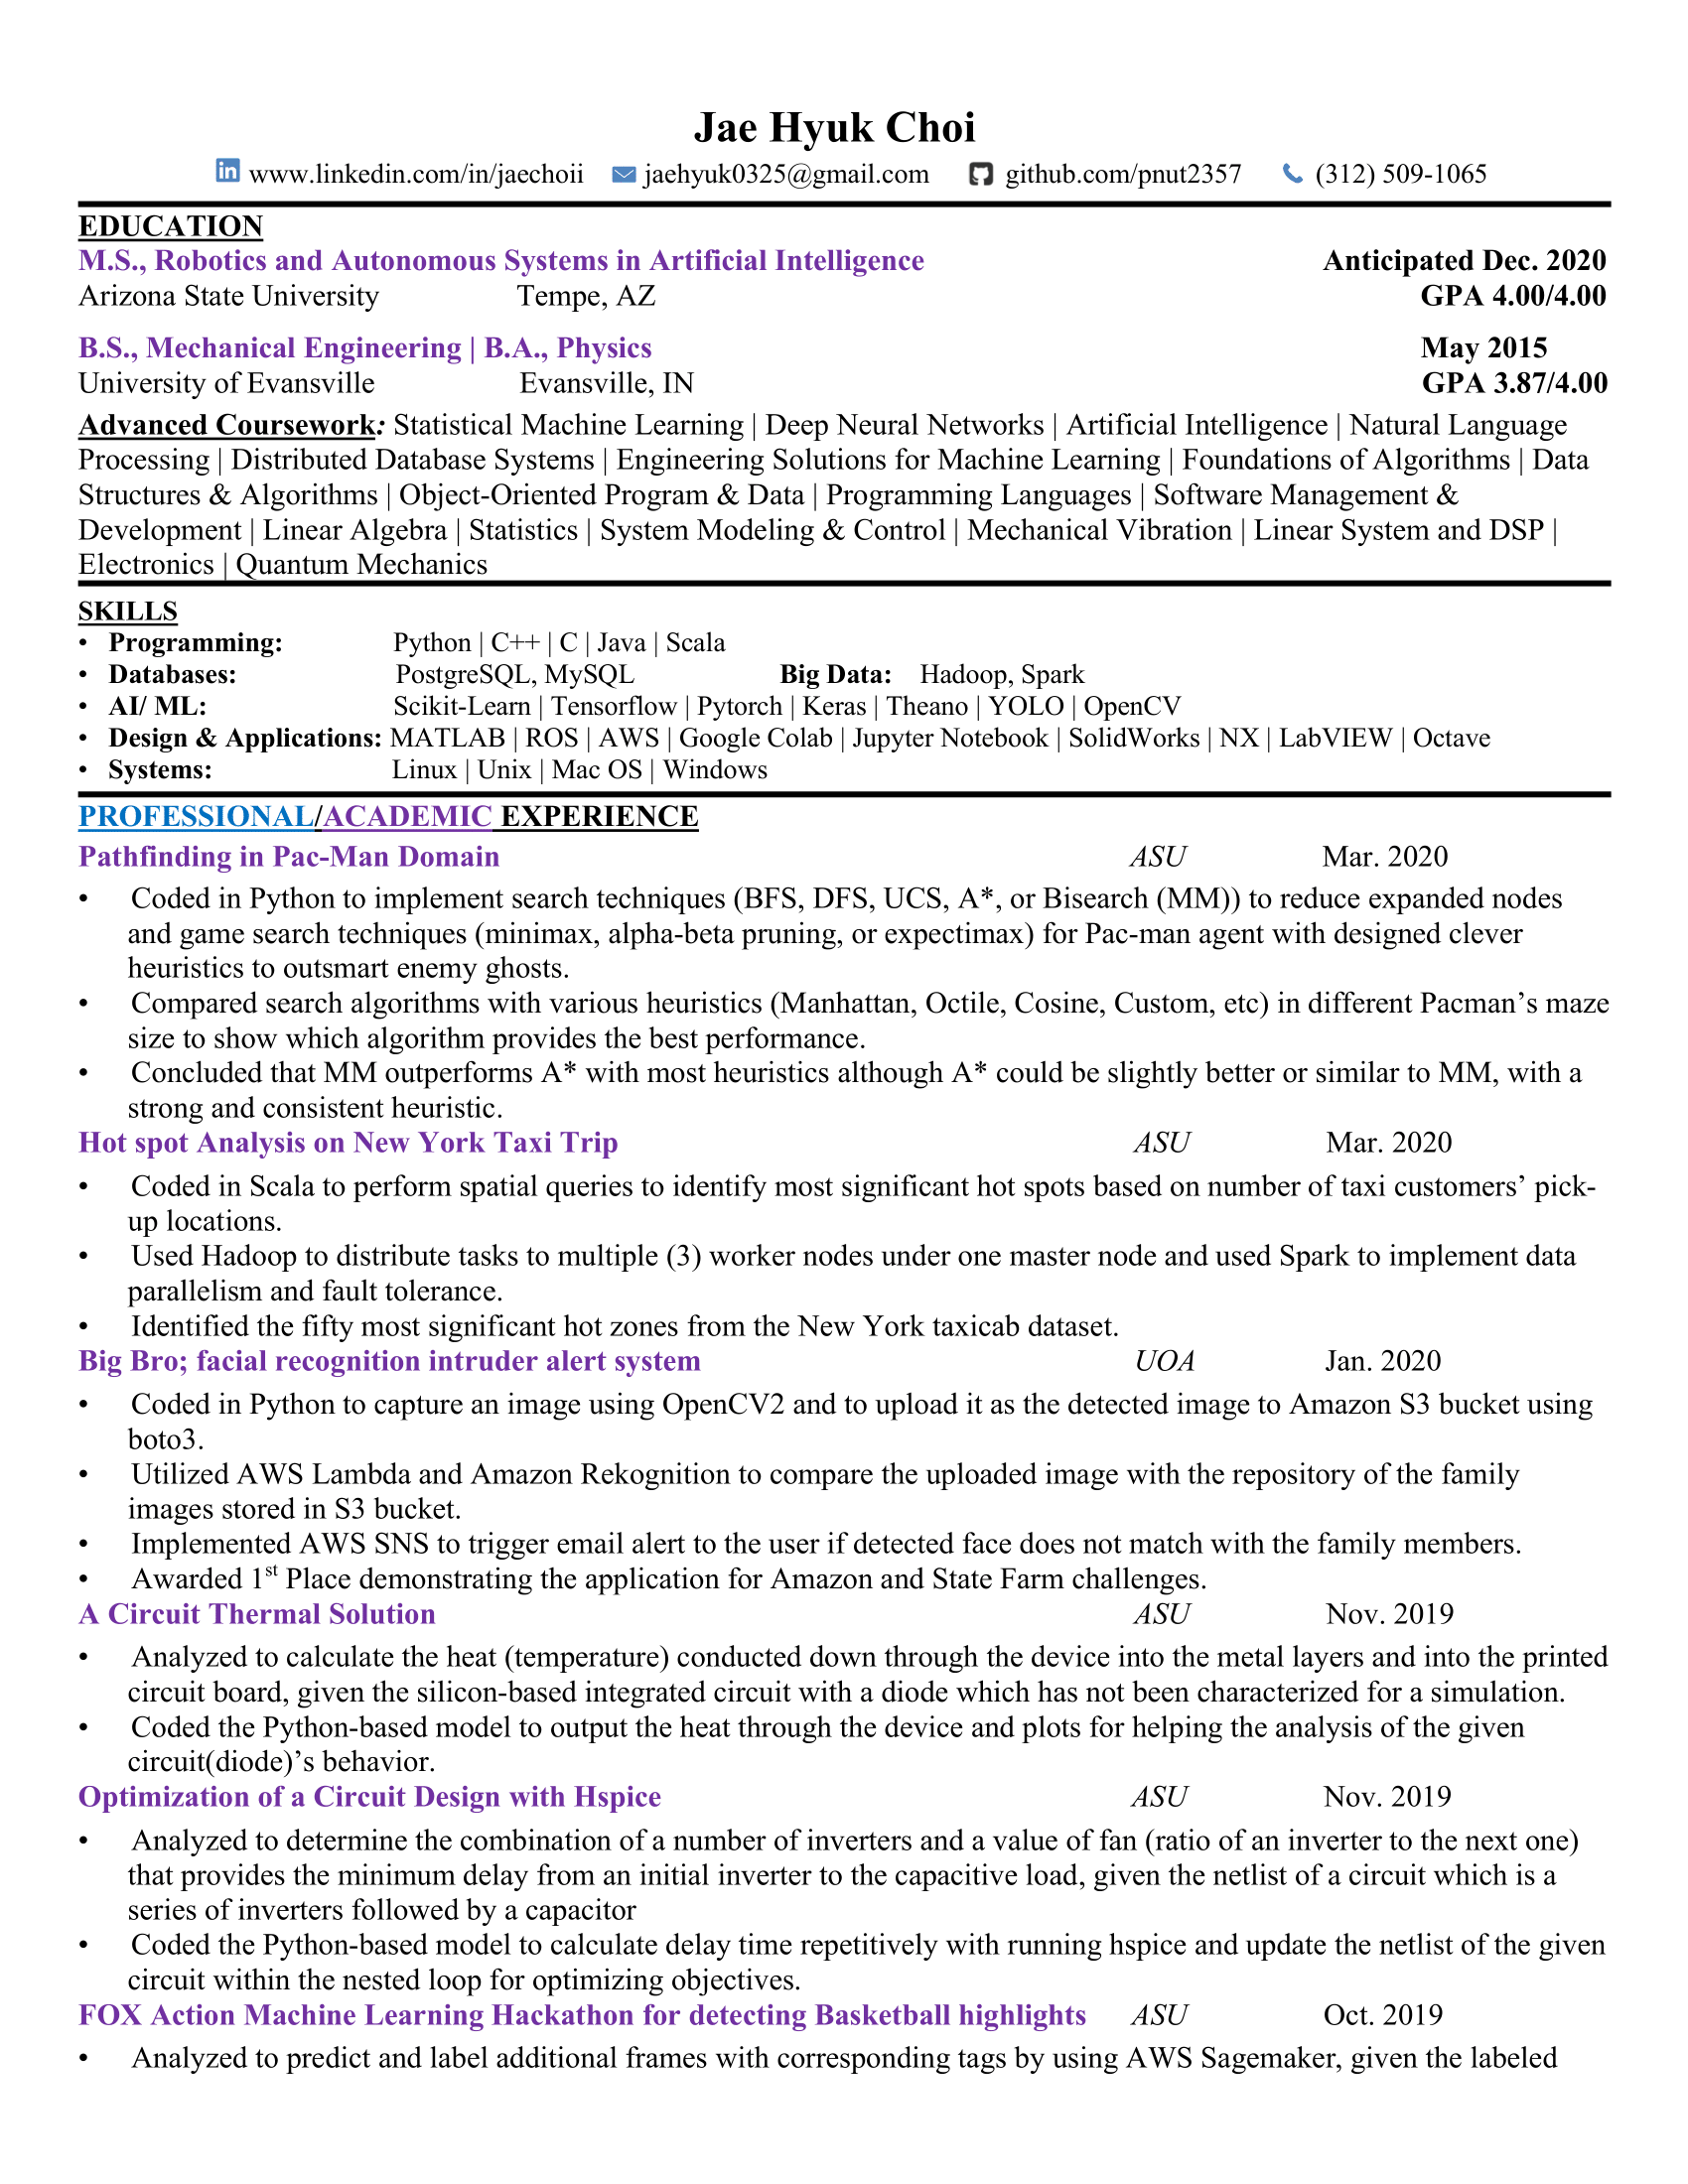 Jae Hyuk Choi
www.linkedin.com/in/jaechoii jaehyuk0325@gmail.com github.com/pnut2357 (312) 509-1065
EDUCATION
M.S., Robotics and Autonomous Systems in Artificial Intelligence Anticipated Dec. 2020
Arizona State University Tempe, AZ GPA 4.00/4.00
B.S., Mechanical Engineering | B.A., Physics May 2015
University of Evansville Evansville, IN GPA 3.87/4.00
Advanced Coursework: Statistical Machine Learning | Deep Neural Networks | Artificial Intelligence | Natural Language
Processing | Distributed Database Systems | Engineering Solutions for Machine Learning | Foundations of Algorithms | Data
Structures & Algorithms | Object-Oriented Program & Data | Programming Languages | Software Management &
Development | Linear Algebra | Statistics | System Modeling & Control | Mechanical Vibration | Linear System and DSP |
Electronics | Quantum Mechanics
SKILLS
• Programming: Python | C++ | C | Java | Scala
• Databases: PostgreSQL, MySQL Big Data: Hadoop, Spark
• AI/ ML: Scikit-Learn | Tensorflow | Pytorch | Keras | Theano | YOLO | OpenCV
• Design & Applications: MATLAB | ROS | AWS | Google Colab | Jupyter Notebook | SolidWorks | NX | LabVIEW | Octave
• Systems: Linux | Unix | Mac OS | Windows
PROFESSIONAL/ACADEMIC EXPERIENCE
Pathfinding in Pac-Man Domain ASU Mar. 2020
• Coded in Python to implement search techniques (BFS, DFS, UCS, A*, or Bisearch (MM)) to reduce expanded nodes
and game search techniques (minimax, alpha-beta pruning, or expectimax) for Pac-man agent with designed clever
heuristics to outsmart enemy ghosts.
• Compared search algorithms with various heuristics (Manhattan, Octile, Cosine, Custom, etc) in different Pacman’s maze
size to show which algorithm provides the best performance.
• Concluded that MM outperforms A* with most heuristics although A* could be slightly better or similar to MM, with a
strong and consistent heuristic.
Hot spot Analysis on New York Taxi Trip ASU Mar. 2020
• Coded in Scala to perform spatial queries to identify most significant hot spots based on number of taxi customers’ pick-
up locations.
• Used Hadoop to distribute tasks to multiple (3) worker nodes under one master node and used Spark to implement data
parallelism and fault tolerance.
• Identified the fifty most significant hot zones from the New York taxicab dataset.
Big Bro; facial recognition intruder alert system UOA Jan. 2020
• Coded in Python to capture an image using OpenCV2 and to upload it as the detected image to Amazon S3 bucket using
boto3.
• Utilized AWS Lambda and Amazon Rekognition to compare the uploaded image with the repository of the family
images stored in S3 bucket.
• Implemented AWS SNS to trigger email alert to the user if detected face does not match with the family members.
• Awarded 1st Place demonstrating the application for Amazon and State Farm challenges.
A Circuit Thermal Solution ASU Nov. 2019
• Analyzed to calculate the heat (temperature) conducted down through the device into the metal layers and into the printed
circuit board, given the silicon-based integrated circuit with a diode which has not been characterized for a simulation.
• Coded the Python-based model to output the heat through the device and plots for helping the analysis of the given
circuit(diode)’s behavior.
Optimization of a Circuit Design with Hspice ASU Nov. 2019
• Analyzed to determine the combination of a number of inverters and a value of fan (ratio of an inverter to the next one)
that provides the minimum delay from an initial inverter to the capacitive load, given the netlist of a circuit which is a
series of inverters followed by a capacitor
• Coded the Python-based model to calculate delay time repetitively with running hspice and update the netlist of the given
circuit within the nested loop for optimizing objectives.
FOX Action Machine Learning Hackathon for detecting Basketball highlights ASU Oct. 2019
• Analyzed to predict and label additional frames with corresponding tags by using AWS Sagemaker, given the labeled